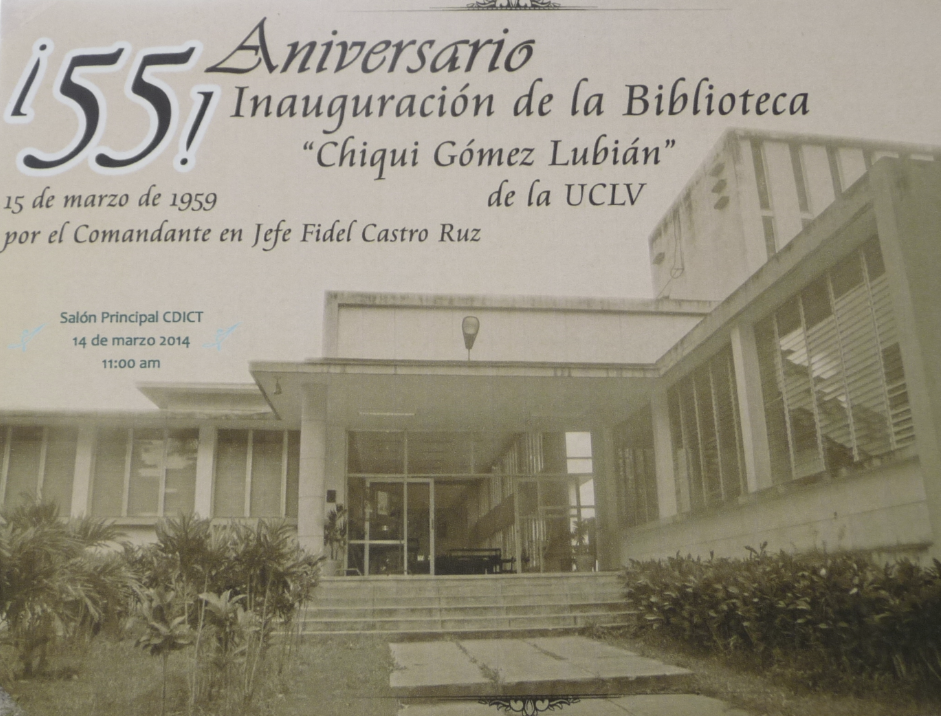 ¡55!
Aniversario
Inauguración de la Biblioteca
“Chiqui Gómez Lubián”
de la UCLV
15 de marzo de 1959
por el Comandante en Jefe Fidel Castro Ruz
Salón Principal CDICT
14 de marzo 2014
11:00 am